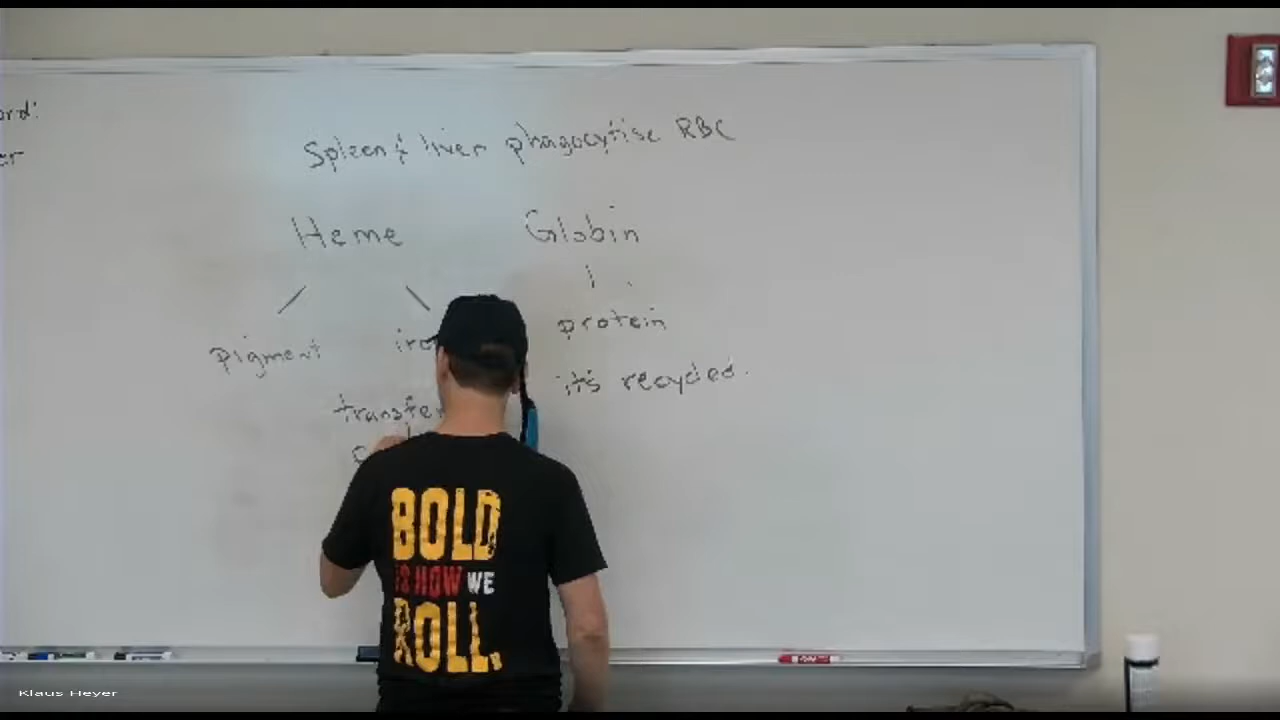 ord:
er
Spleen & liver phagocytise RBC
Heme Globin
protein
pigment iro
it's recycled.
transfer
BOLD
IS HOW WE
ROLL.
Klaus Heyer